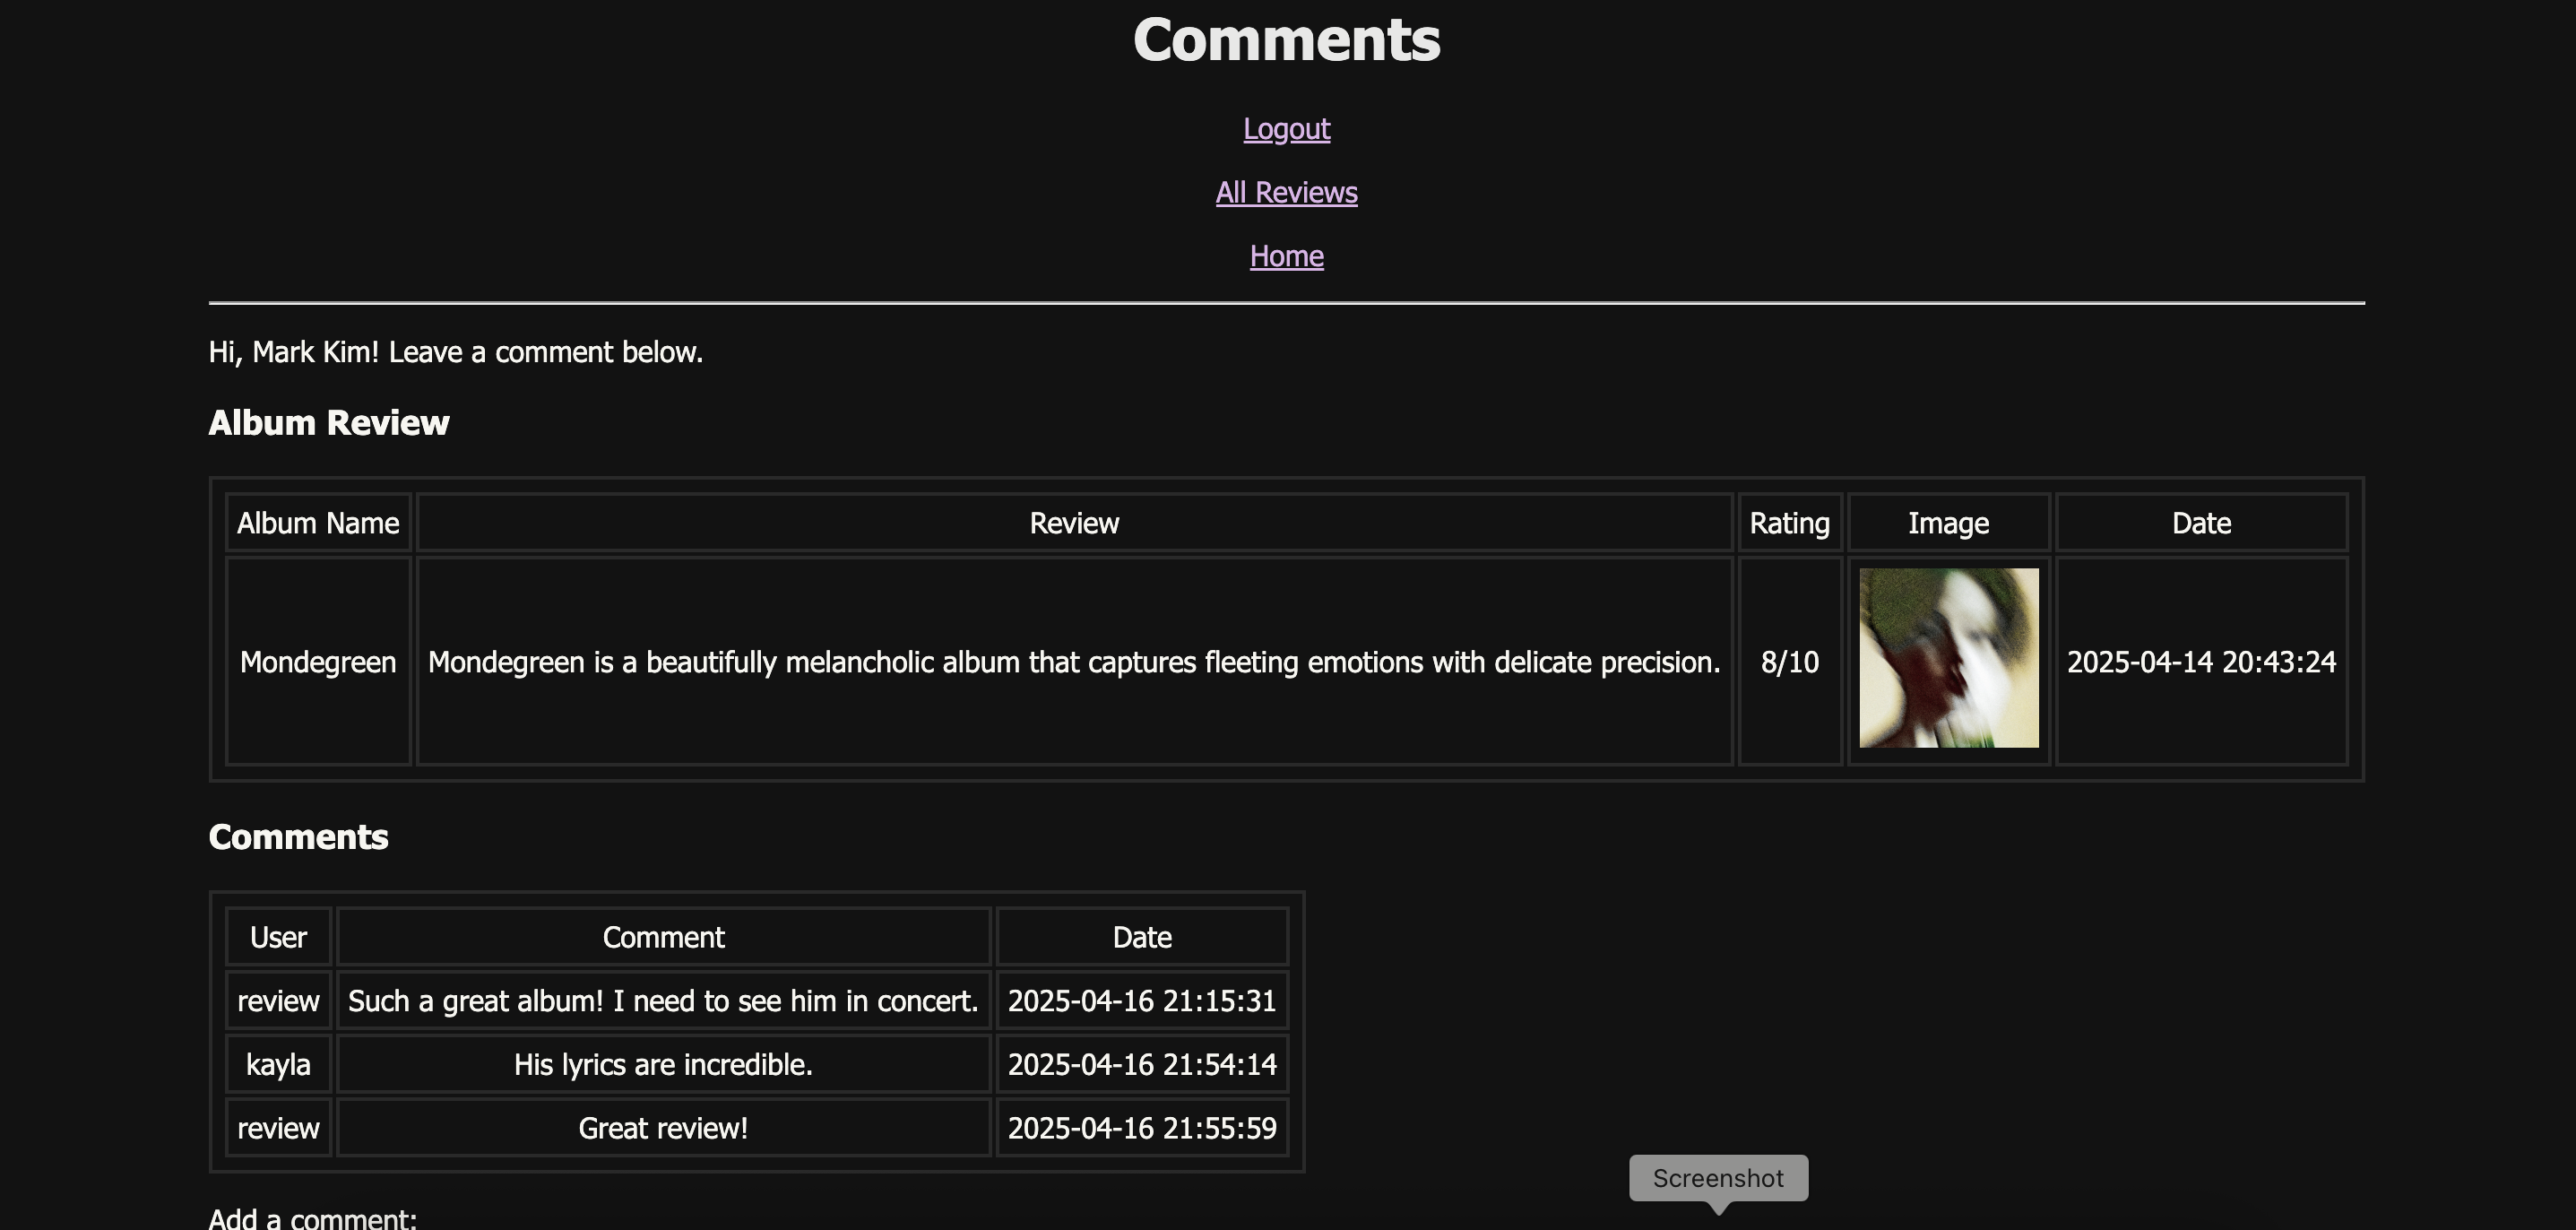 Comments
Logout
All Reviews
Home
Hi, Mark Kim! Leave a comment below.
Album Review
Album Name Review Rating Image Date
Mondegreen Mondegreen is a beautifully melancholic album that captures fleeting emotions with delicate precision. 8/10 2025-04-14 20:43:24
Comments
User Comment Date
review Such a great album! I need to see him in concert. 2025-04-16 21:15:31
kayla His lyrics are incredible. 2025-04-16 21:54:14
review Great review! 2025-04-16 21:55:59
Screenshot
Add a comment: